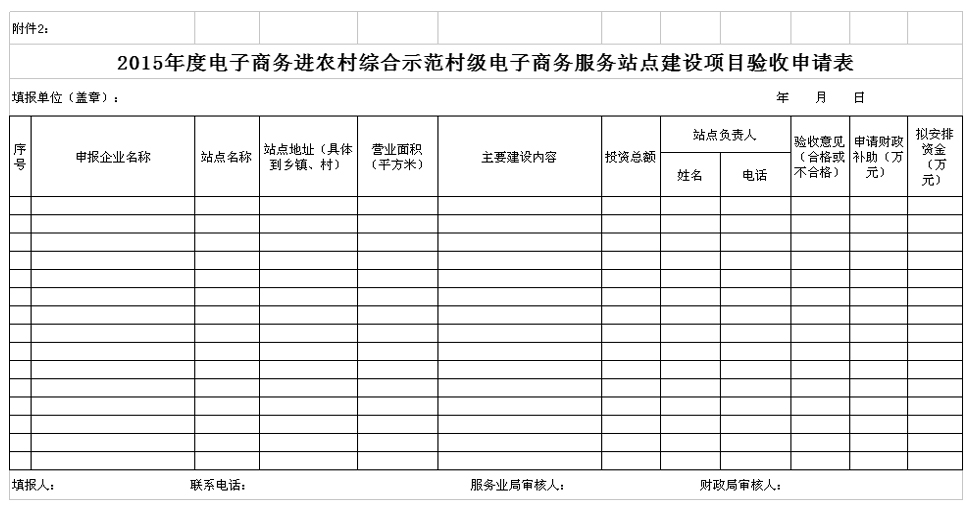 附件2：
2015年度电子商务进农村综合示范村级电子商务服务站点建设项目验收申请表
填报单位（盖章）： 年 月 日
序号 申报企业名称 站点名称 站点地址（具体到乡镇、村） 营业面积（平方米） 主要建设内容 投资总额 站点负责人 验收意见（合格或不合格） 申请财政补助（万元） 拟安排资金（万元）
姓名 电话
填报人： 联系电话： 服务业局审核人： 财政局审核人：